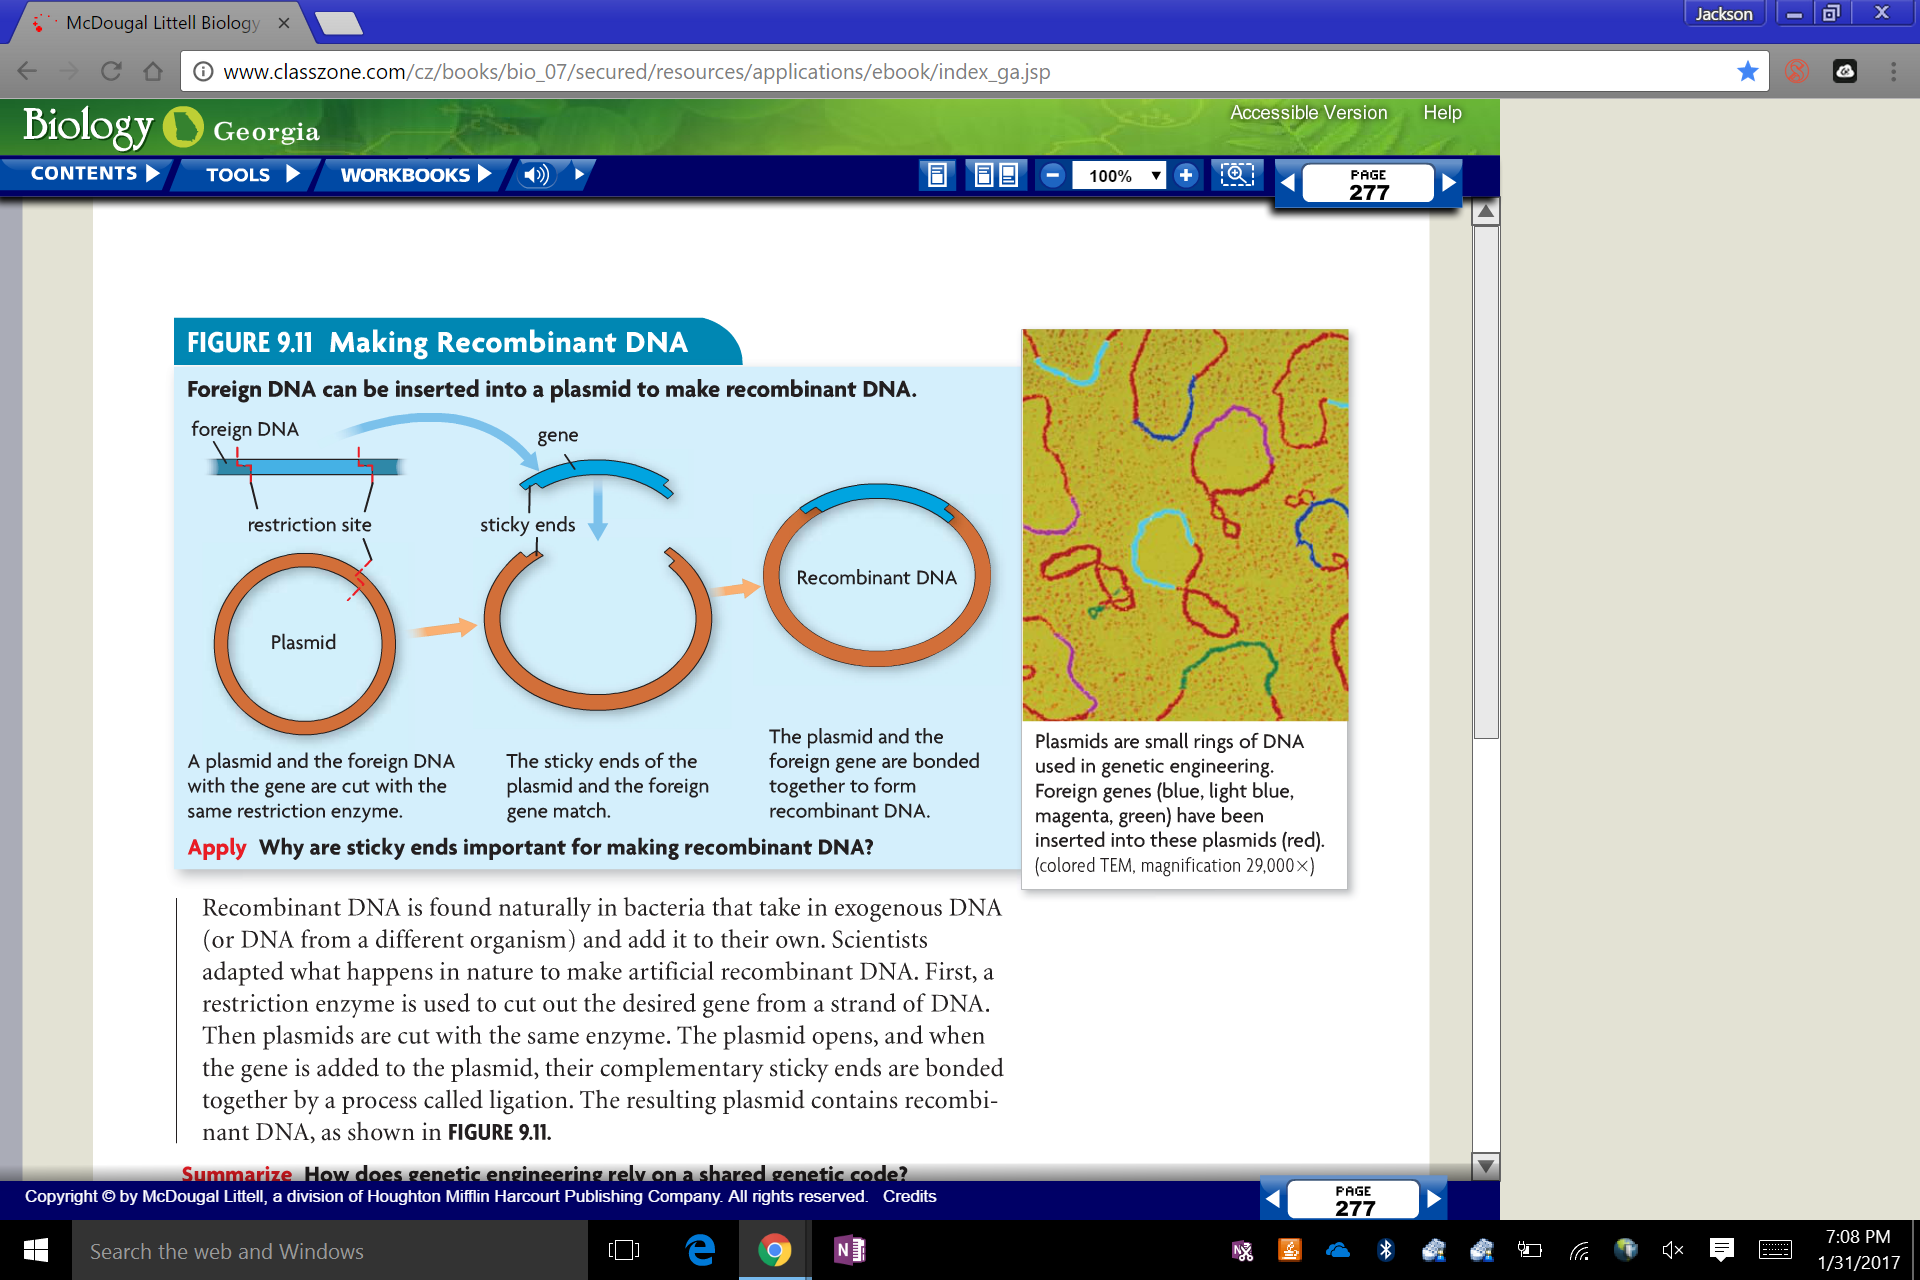 McDougal Littell Biology
Jackson
www.classzone.com/cz/books/bio_07/secured/resources/applications/ebook/index_ga.jsp
Biology Georgia
Accessible Version Help
CONTENTS TOOLS WORKBOOKS
100%
PAGE
277
FIGURE 9.11 Making Recombinant DNA
Foreign DNA can be inserted into a plasmid to make recombinant DNA.
foreign DNA
gene
restriction site
sticky ends
Plasmid
Recombinant DNA
A plasmid and the foreign DNA
with the gene are cut with the
same restriction enzyme.
The sticky ends of the
plasmid and the foreign
gene match.
The plasmid and the
foreign gene are bonded
together to form
recombinant DNA.
Apply Why are sticky ends important for making recombinant DNA?
Plasmids are small rings of DNA
used in genetic engineering.
Foreign genes (blue, light blue,
magenta, green) have been
inserted into these plasmids (red).
(colored TEM, magnification 29,000×)
Recombinant DNA is found naturally in bacteria that take in exogenous DNA
(or DNA from a different organism) and add it to their own. Scientists
adapted what happens in nature to make artificial recombinant DNA. First, a
restriction enzyme is used to cut out the desired gene from a strand of DNA.
Then plasmids are cut with the same enzyme. The plasmid opens, and when
the gene is added to the plasmid, their complementary sticky ends are bonded
together by a process called ligation. The resulting plasmid contains recombi-
nant DNA, as shown in FIGURE 9.11.
Summarize How does genetic engineering rely on a shared genetic code?
Copyright © by McDougal Littell, a division of Houghton Mifflin Harcourt Publishing Company. All rights reserved. Credits
PAGE
277
Search the web and Windows
7:08 PM
1/31/2017